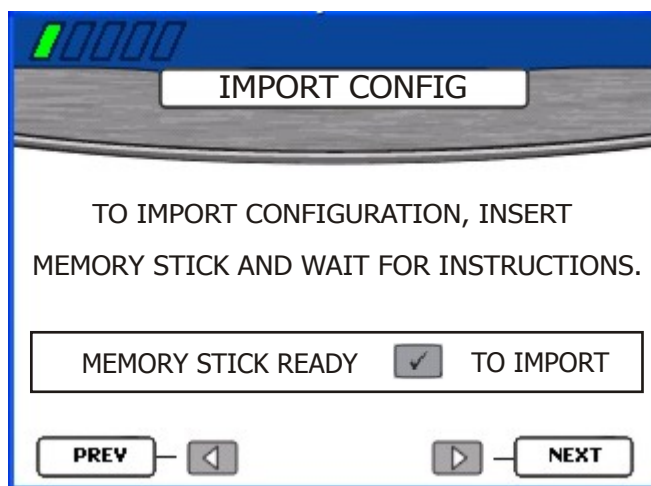 IMPORT CONFIG
TO IMPORT CONFIGURATION, INSERT
MEMORY STICK AND WAIT FOR INSTRUCTIONS.
MEMORY STICK READY ✓ TO IMPORT
PREV NEXT